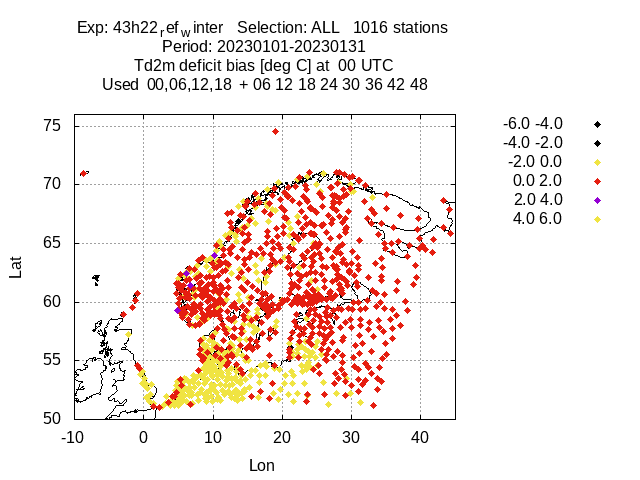 Exp: 43h22ref winter Selection: ALL 1016 stations
Period: 20230101-20230131
Td2m deficit bias [deg C] at 00 UTC
Used 00,06,12,18 + 06 12 18 24 30 36 42 48
-6.0 -4.0
-4.0 -2.0
-2.0 0.0
0.0 2.0
2.0 4.0
4.0 6.0
75
70
65
60
55
50
Lat
-10 0 10 20 30 40
Lon